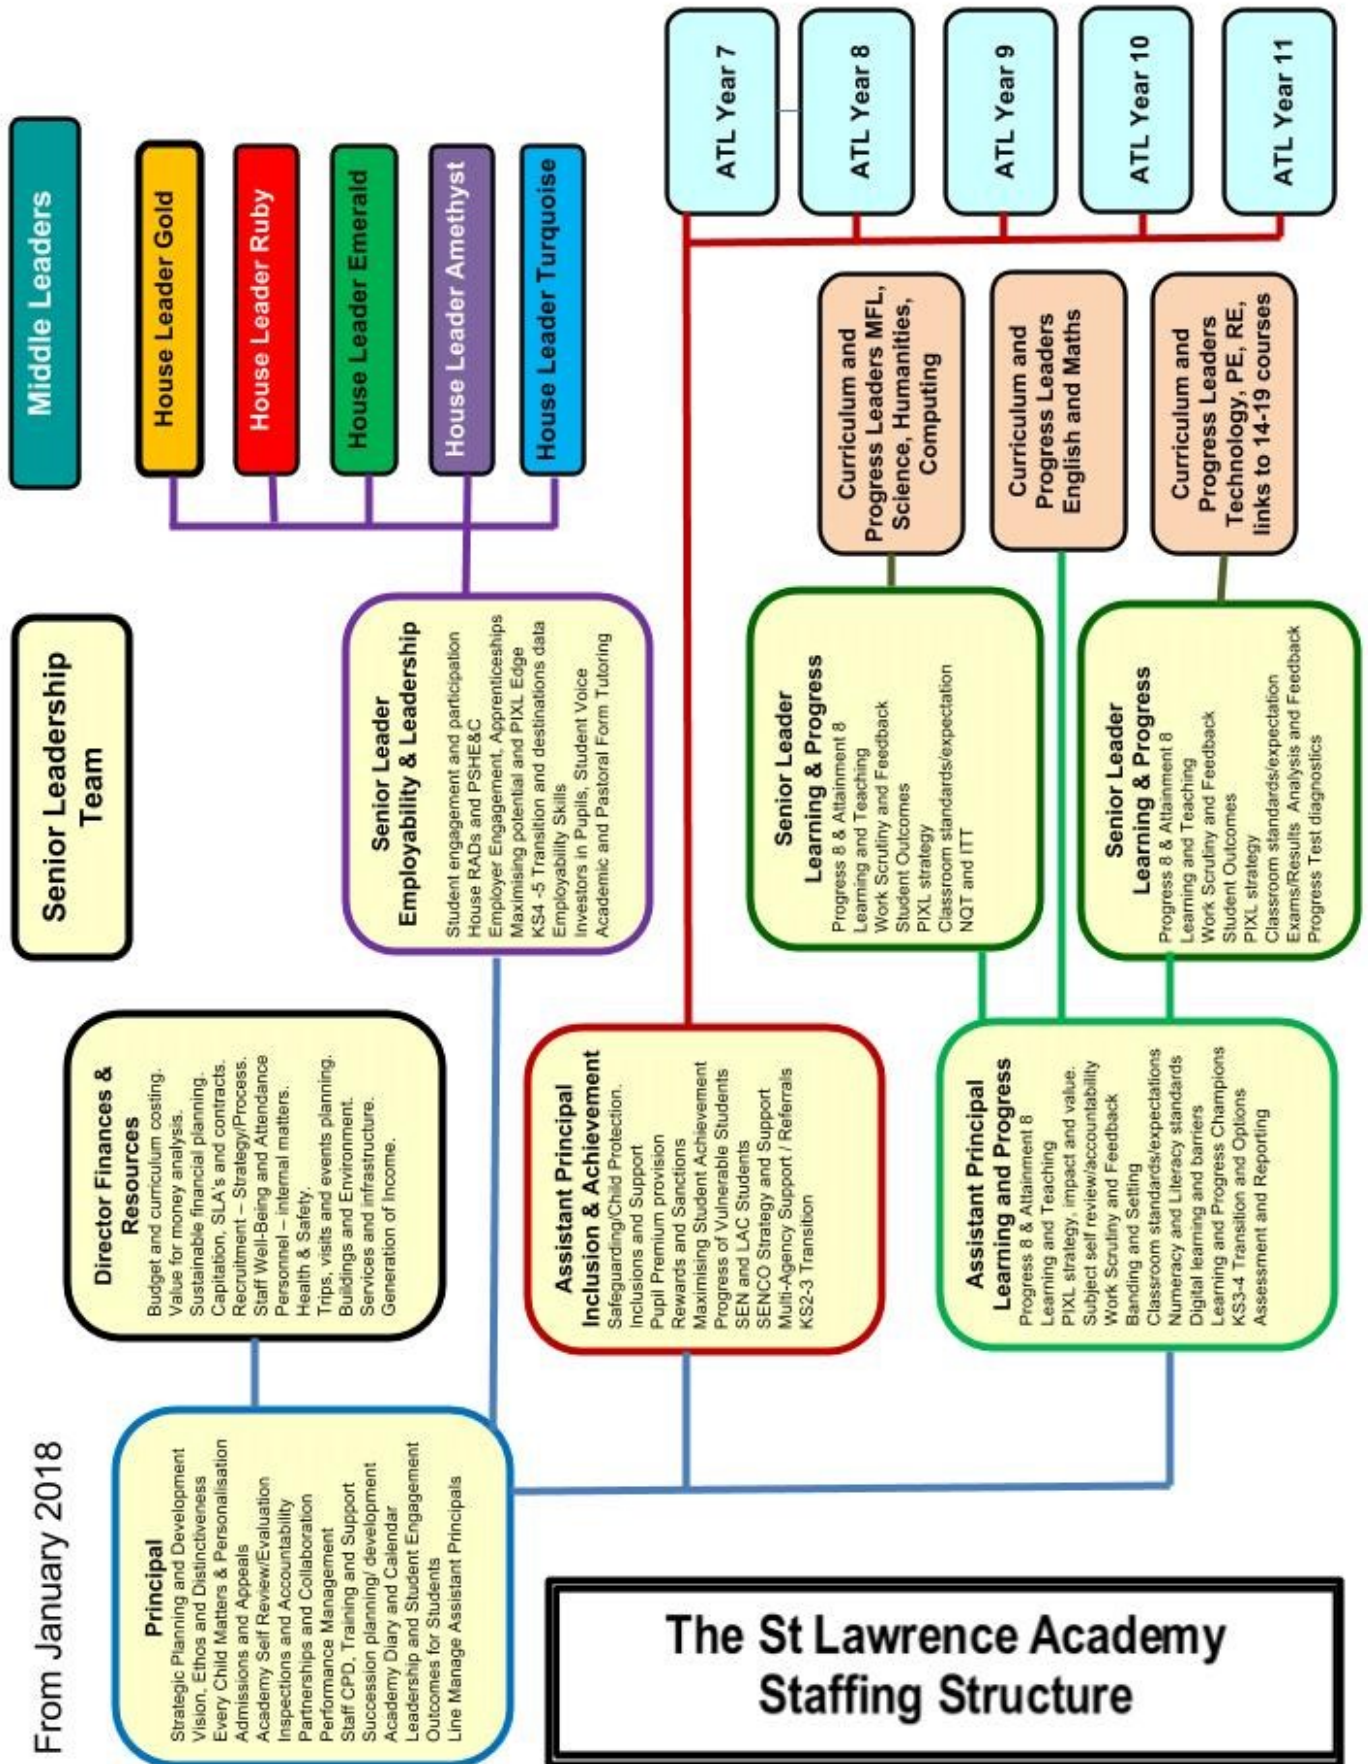 From January 2018
Senior Leadership
Team
Middle Leaders
Principal
Strategic Planning and Development
Vision, Ethos and Distinctiveness
Every Child Matters & Personalisation
Admissions and Appeals
Academy Self Review/Evaluation
Inspections and Accountability
Partnerships and Collaboration
Performance Management
Staff CPD, Training and Support
Succession planning/ development
Academy Diary and Calendar
Leadership and Student Engagement
Outcomes for Students
Line Manage Assistant Principals
Director Finances &
Resources
Budget and curriculum costing.
Value for money analysis.
Sustainable financial planning.
Capitation, SLA's and contracts.
Recruitment – Strategy/Process.
Staff Well-Being and Attendance
Personnel – internal matters.
Health & Safety.
Trips, visits and events planning.
Buildings and Environment.
Services and infrastructure.
Generation of Income.
Senior Leader
Employability & Leadership
Student engagement and participation
House RADs and PSHE&C
Employer Engagement, Apprenticeships
Maximising potential and PIXL Edge
KS4 -5 Transition and destinations data
Employability Skills
Investors in Pupils, Student Voice
Academic and Pastoral Form Tutoring
House Leader Gold
House Leader Ruby
House Leader Emerald
House Leader Amethyst
House Leader Turquoise
Assistant Principal
Inclusion & Achievement
Safeguarding/Child Protection.
Inclusions and Support
Pupil Premium provision
Rewards and Sanctions
Maximising Student Achievement
Progress of Vulnerable Students
SEN and LAC Students
SENCO Strategy and Support
Multi-Agency Support / Referrals
KS2-3 Transition
ATL Year 7
ATL Year 8
ATL Year 9
ATL Year 10
ATL Year 11
Assistant Principal
Learning and Progress
Progress 8 & Attainment 8
Learning and Teaching
PIXL strategy, impact and value.
Subject self review/accountability
Work Scrutiny and Feedback
Banding and Setting
Classroom standards/expectations
Numeracy and Literacy standards
Digital learning and barriers
Learning and Progress Champions
KS3-4 Transition and Options
Assessment and Reporting
Senior Leader
Learning & Progress
Progress 8 & Attainment 8
Learning and Teaching
Work Scrutiny and Feedback
Student Outcomes
PIXL strategy
Classroom standards/expectation
NQT and ITT
Curriculum and
Progress Leaders MFL,
Science, Humanities,
Computing
Curriculum and
Progress Leaders
English and Maths
Senior Leader
Learning & Progress
Progress 8 & Attainment 8
Learning and Teaching
Work Scrutiny and Feedback
Student Outcomes
PIXL strategy
Classroom standards/expectation
Exams/Results Analysis and Feedback
Progress Test diagnostics
Curriculum and
Progress Leaders
Technology, PE, RE,
links to 14-19 courses
The St Lawrence Academy
Staffing Structure